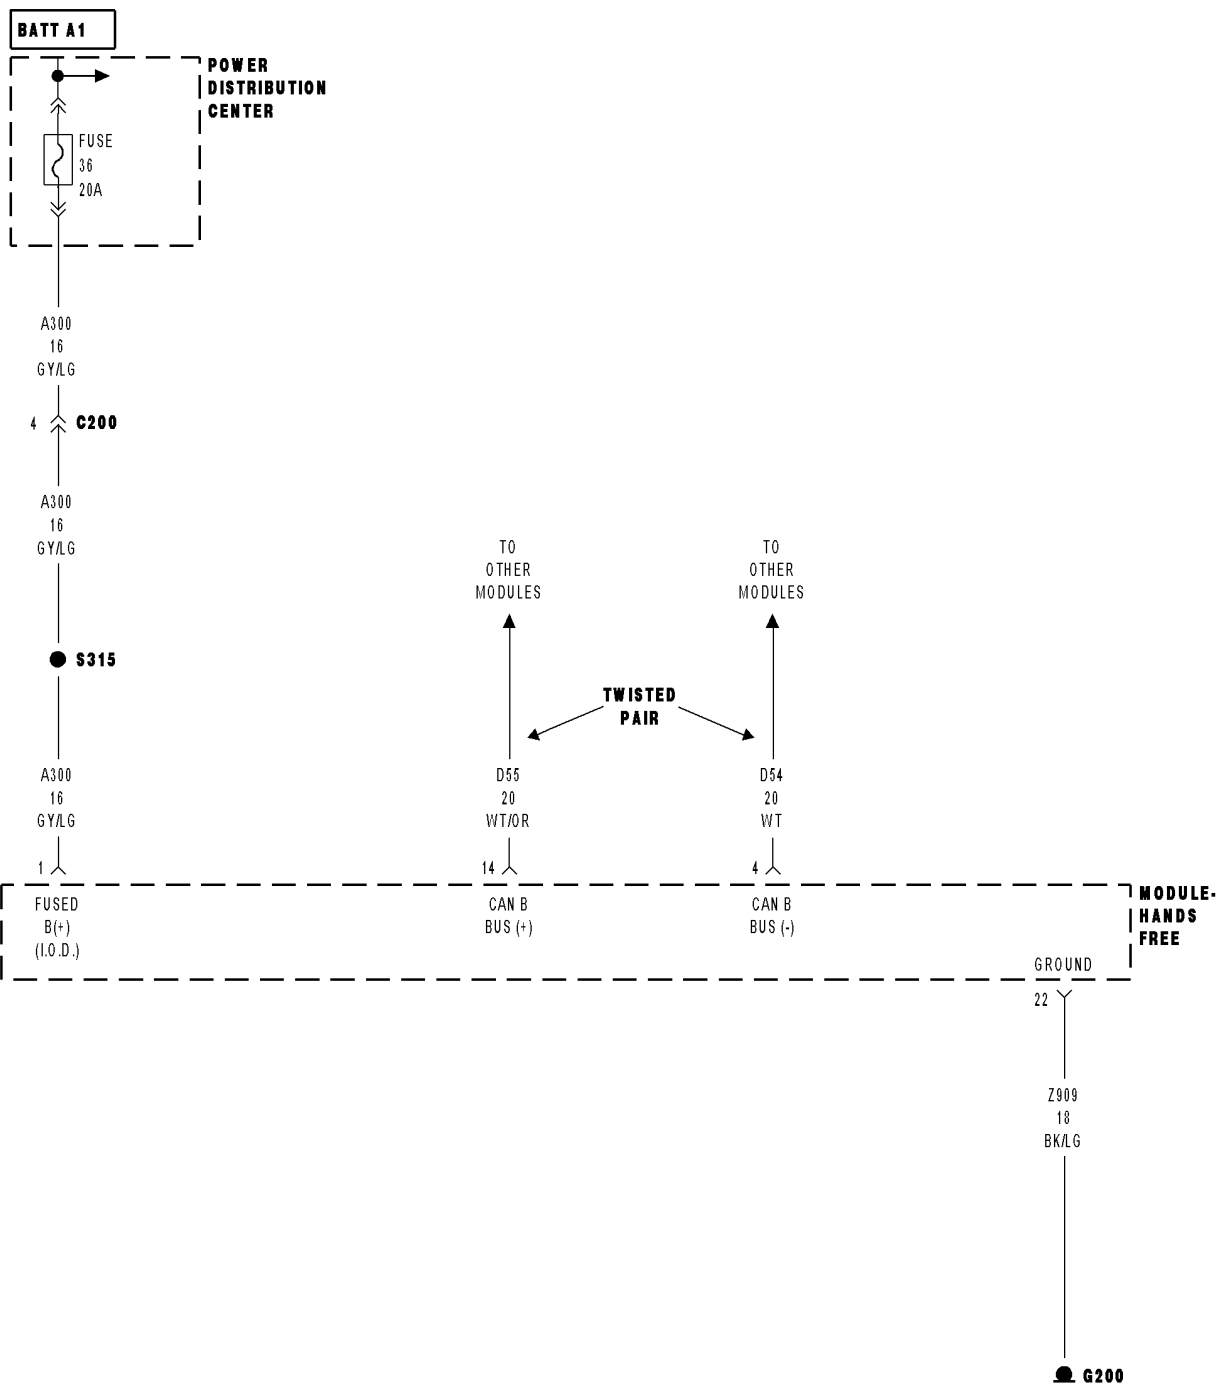 BATT A1
POWER
DISTRIBUTION
CENTER
FUSE
36
20A
A300
16
GY/LG
4
C200
A300
16
GY/LG
S315
A300
16
GY/LG
1
TO
OTHER
MODULES
TO
OTHER
MODULES
TWISTED
PAIR
D55
20
WT/OR
14
D54
20
WT
4
FUSED
B(+)
(I.O.D.)
CAN B
BUS (+)
CAN B
BUS (-)
GROUND
MODULE-
HANDS
FREE
22
Z909
18
BK/LG
G200